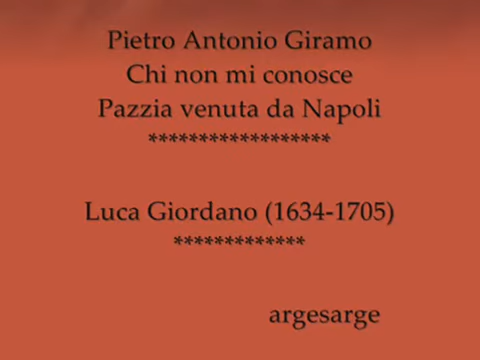 Pietro Antonio Giramo
Chi non mi conosce
Pazzia venuta da Napoli
******************
Luca Giordano (1634-1705)
*************
argesarge